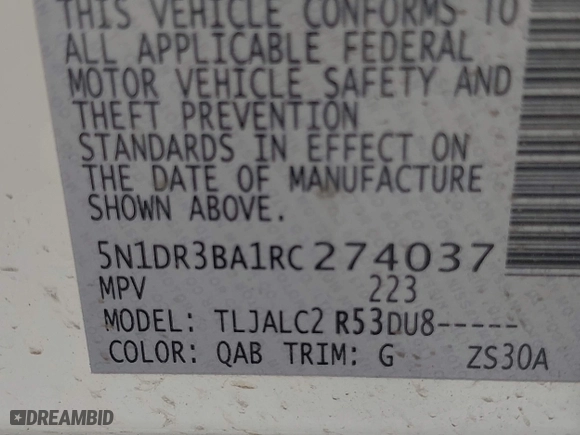 THIS VEHICLE CONFORMS TO
ALL APPLICABLE FEDERAL
MOTOR VEHICLE SAFETY AND
THEFT PREVENTION
STANDARDS IN EFFECT ON
THE DATE OF MANUFACTURE
SHOWN ABOVE.
5N1DR3BA1RC274037
MPV 223
MODEL: TLJALC2 R53DU8-----
COLOR: QAB TRIM: G ZS30A
DREAMBID